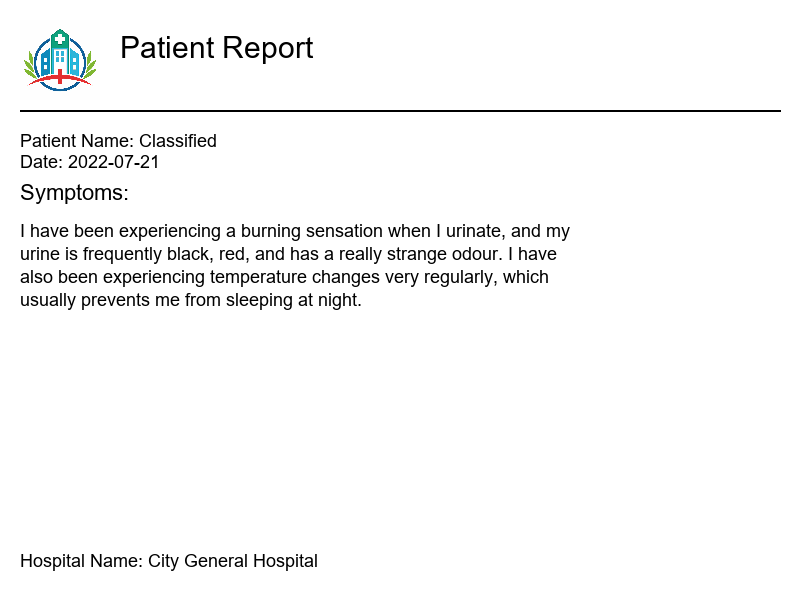 Patient Report
Patient Name: Classified
Date: 2022-07-21
Symptoms:
I have been experiencing a burning sensation when I urinate, and my
urine is frequently black, red, and has a really strange odour. I have
also been experiencing temperature changes very regularly, which
usually prevents me from sleeping at night.
Hospital Name: City General Hospital